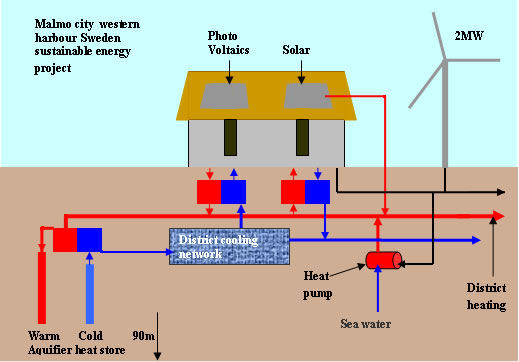 Malmo city western
harbour Sweden
sustainable energy
project
Photo
Voltaics
Solar
2MW
District cooling
network
Heat
pump
District
heating
Sea water
Warm Cold 90m
Aquifier heat store